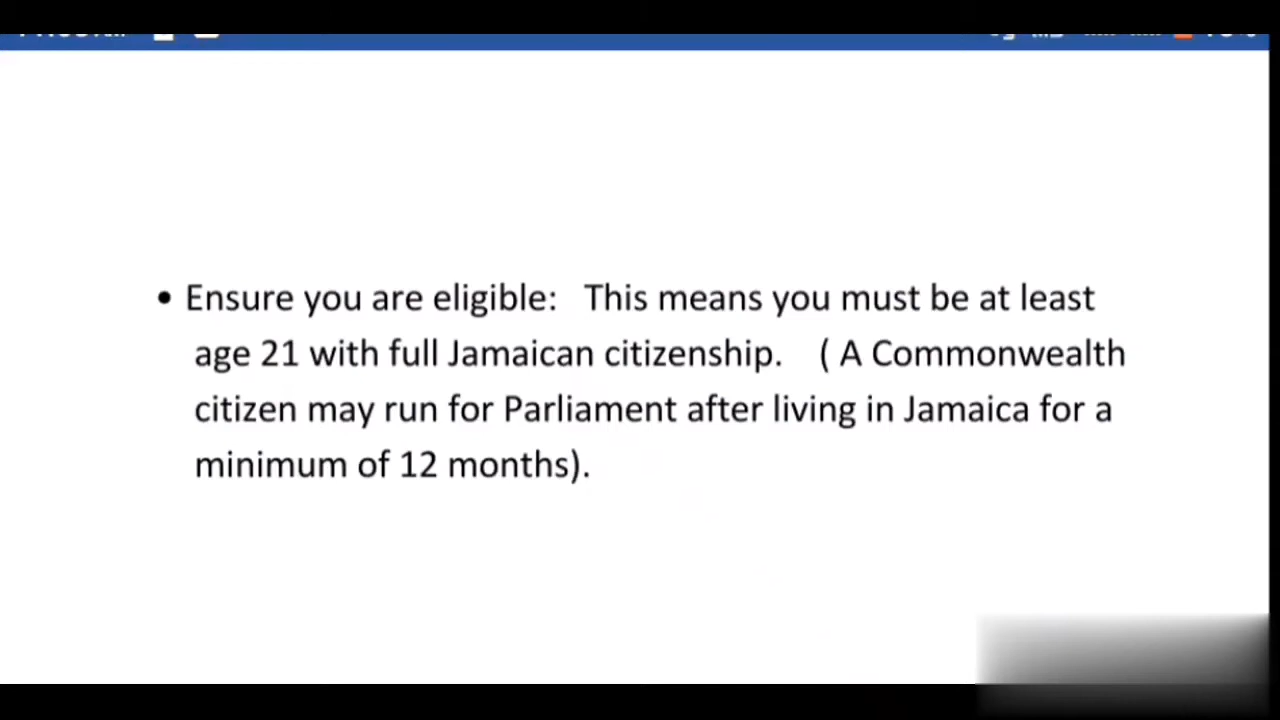 • Ensure you are eligible:   This means you must be at least
age 21 with full Jamaican citizenship.    ( A Commonwealth
citizen may run for Parliament after living in Jamaica for a
minimum of 12 months).